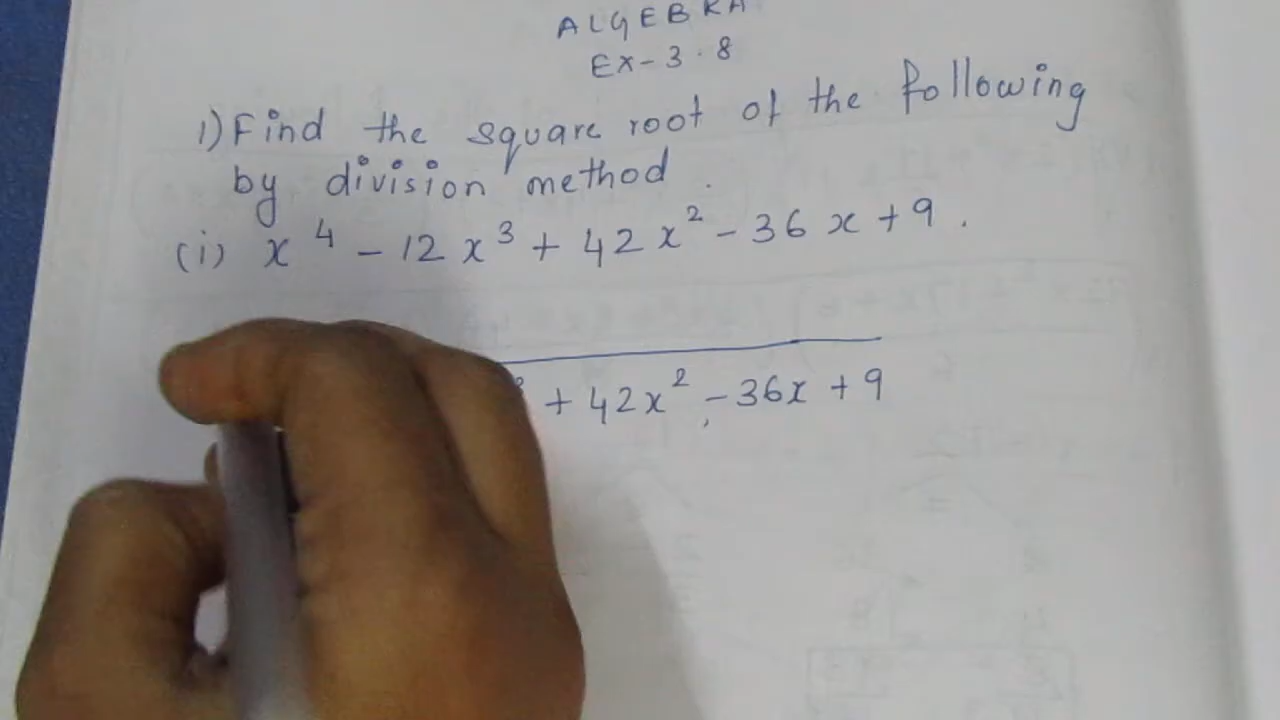 ALGEBRA
EX-3.8
1) Find the square root of the following
by division method.
(i) x⁴ - 12x³ + 42x² - 36x + 9.
+ 42x² - 36x + 9